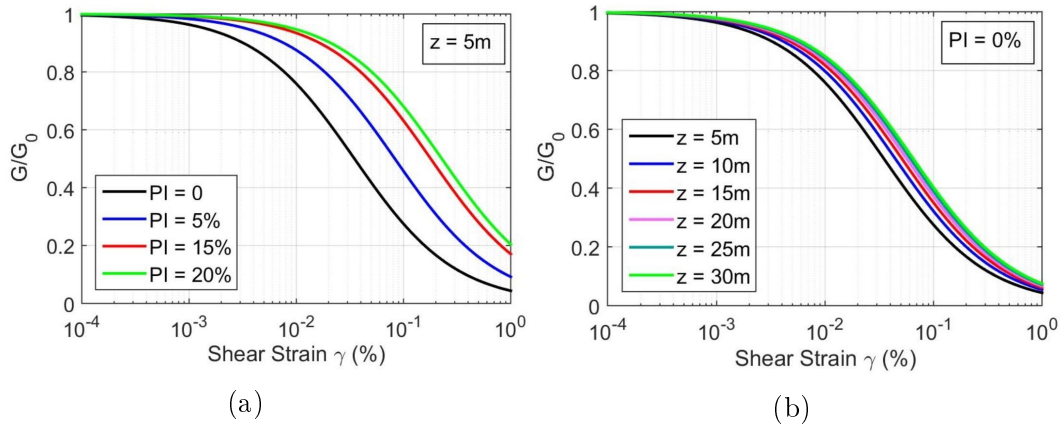 z = 5m
G/G₀
1
0.8
0.6
0.4
0.2
0
PI = 0
PI = 5%
PI = 15%
PI = 20%
10⁻⁴ 10⁻³ 10⁻² 10⁻¹ 10⁰
Shear Strain γ (%)
(a)
PI = 0%
G/G₀
1
0.8
0.6
0.4
0.2
0
z = 5m
z = 10m
z = 15m
z = 20m
z = 25m
z = 30m
10⁻⁴ 10⁻³ 10⁻² 10⁻¹ 10⁰
Shear Strain γ (%)
(b)